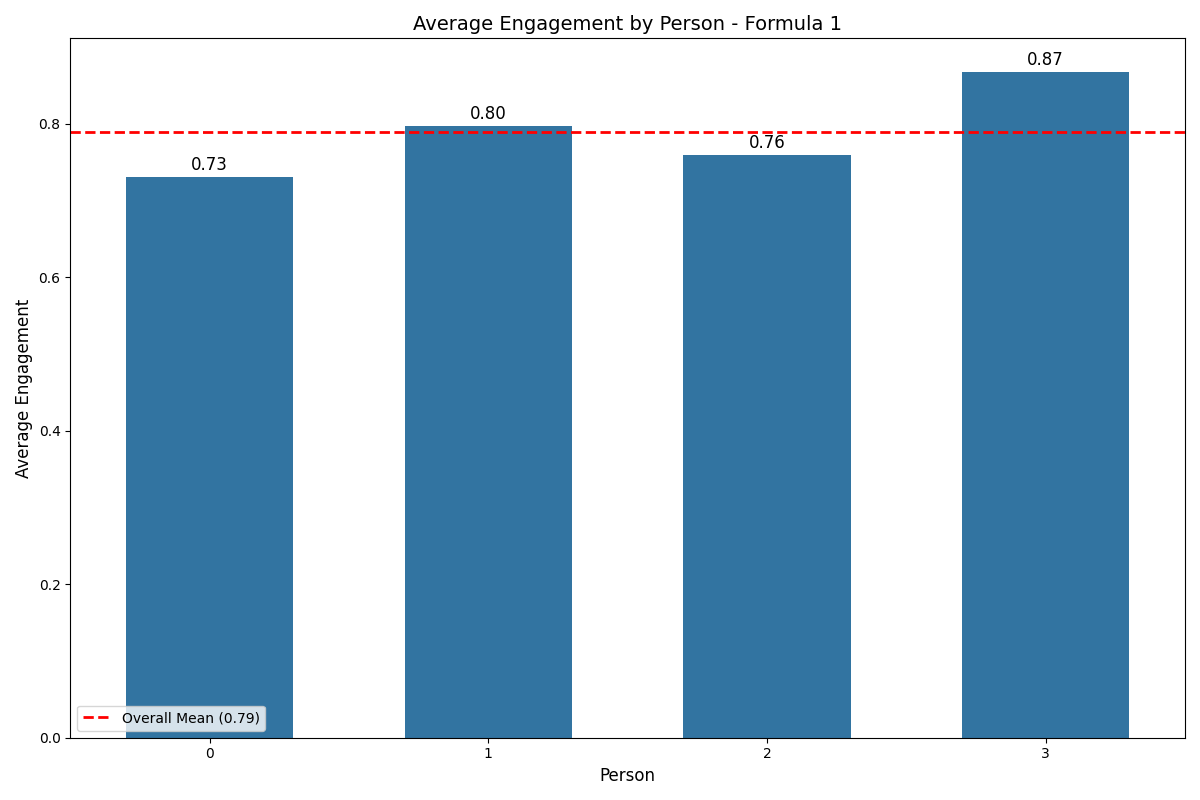 Average Engagement by Person - Formula 1
0.87
0.80
0.76
0.73
0.8
0.6
0.4
0.2
0.0
Average Engagement
Overall Mean (0.79)
0 1 2 3
Person